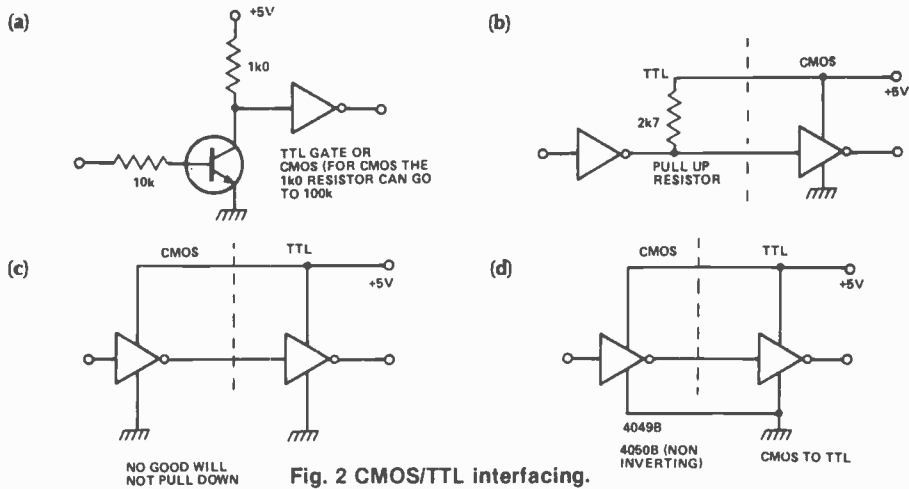 (a)
+5V
1k0
10k
TTL GATE OR
CMOS (FOR CMOS THE
1k0 RESISTOR CAN GO
TO 100k
(b)
TTL
CMOS
+5V
2k7
PULL UP
RESISTOR
(c)
CMOS
TTL
+5V
NO GOOD WILL
NOT PULL DOWN
(d)
CMOS
TTL
+5V
4049B
4050B (NON
INVERTING)
CMOS TO TTL
Fig. 2 CMOS/TTL interfacing.